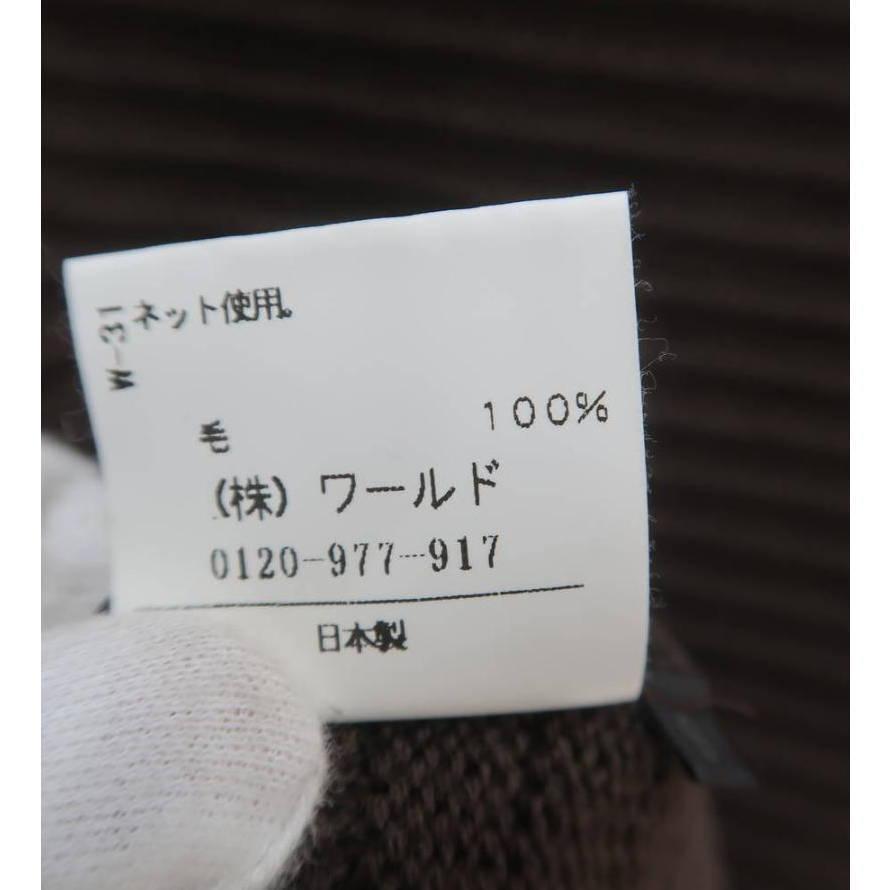 W-31
ネット使用。
毛 100%
(株) ワールド
0120-977-917
日本製